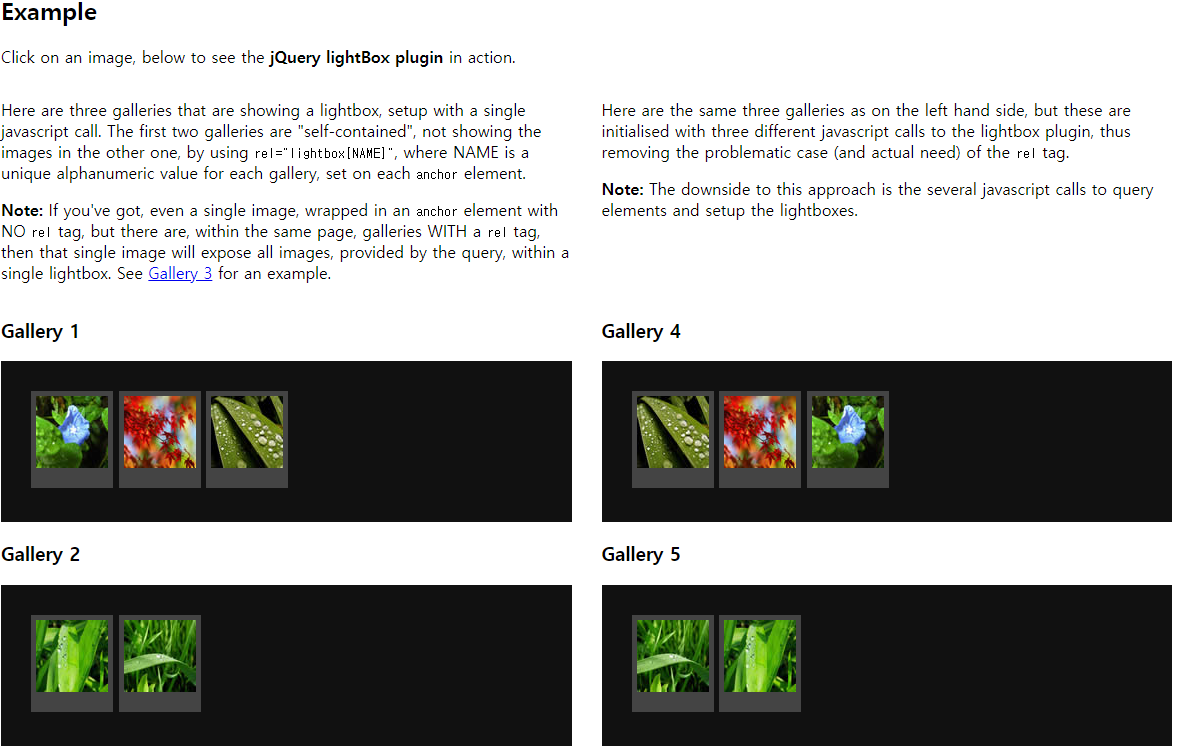 Example
Click on an image, below to see the jQuery lightBox plugin in action.
Here are three galleries that are showing a lightbox, setup with a single
javascript call. The first two galleries are "self-contained", not showing the
images in the other one, by using rel="lightbox[NAME]", where NAME is a
unique alphanumeric value for each gallery, set on each anchor element.
Note: If you've got, even a single image, wrapped in an anchor element with
NO rel tag, but there are, within the same page, galleries WITH a rel tag,
then that single image will expose all images, provided by the query, within a
single lightbox. See Gallery 3 for an example.
Here are the same three galleries as on the left hand side, but these are
initialised with three different javascript calls to the lightbox plugin, thus
removing the problematic case (and actual need) of the rel tag.
Note: The downside to this approach is the several javascript calls to query
elements and setup the lightboxes.
Gallery 1
Gallery 4
Gallery 2
Gallery 5